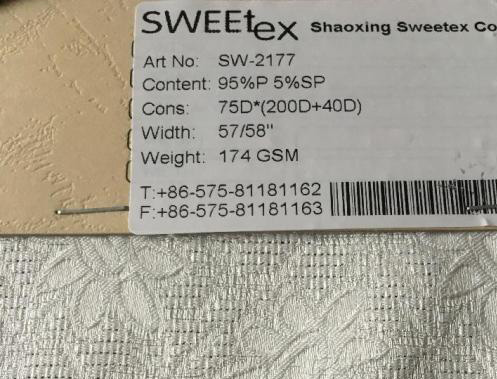 SWEEtex Shaoxing Sweetex Co
Art No: SW-2177
Content: 95%P 5%SP
Cons: 75D*(200D+40D)
Width: 57/58"
Weight: 174 GSM
T:+86-575-81181162
F:+86-575-81181163